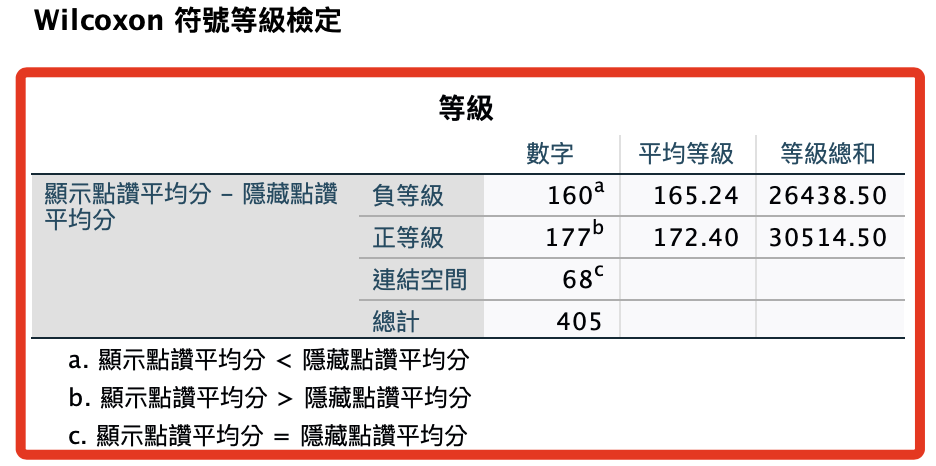 Wilcoxon 符號等級檢定
等級
數字 平均等級 等級總和
顯示點讚平均分 – 隱藏點讚平均分 負等級 160a 165.24 26438.50
正等級 177b 172.40 30514.50
連結空間 68c
總計 405
a. 顯示點讚平均分 < 隱藏點讚平均分
b. 顯示點讚平均分 > 隱藏點讚平均分
c. 顯示點讚平均分 = 隱藏點讚平均分